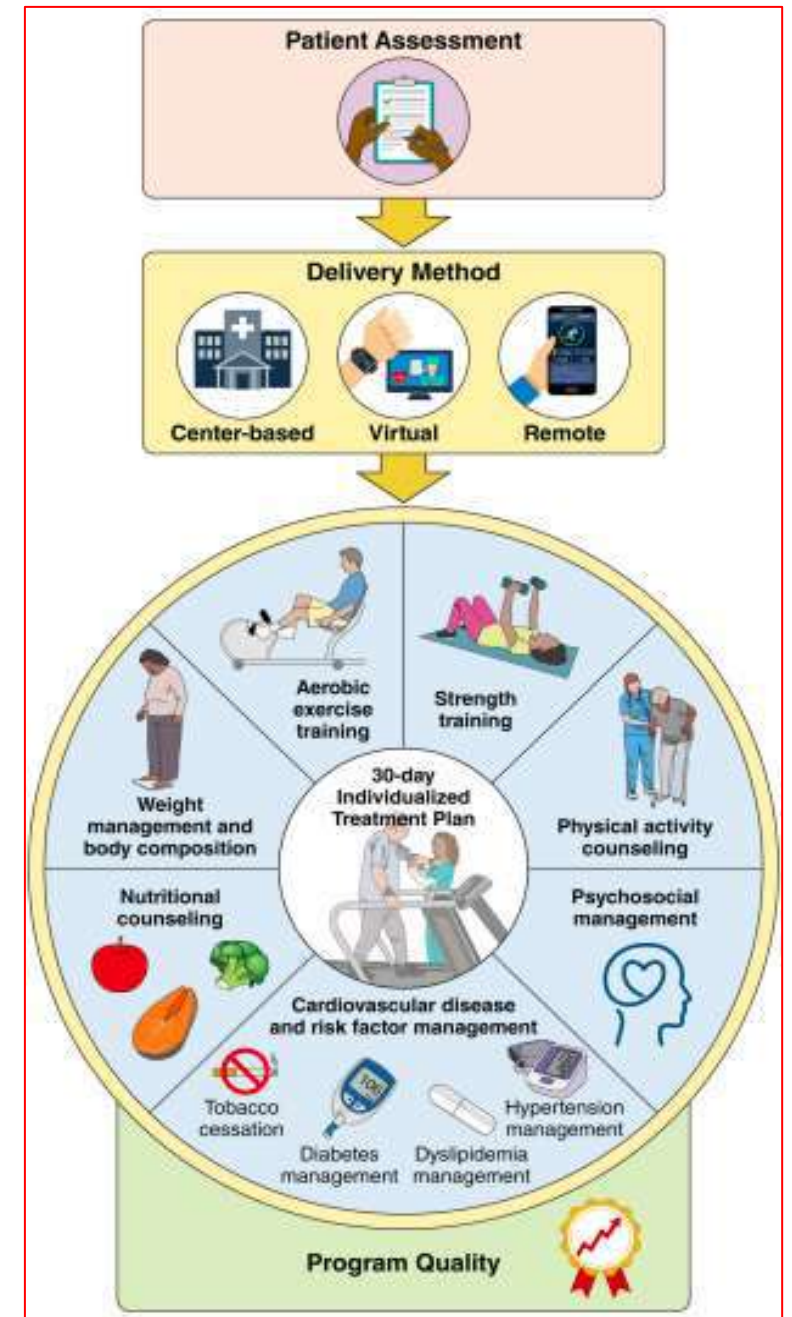 Patient Assessment
Delivery Method
Center-based
Virtual
Remote
Aerobic
exercise
training
Strength
training
Weight
management and
body composition
30-day
Individualized
Treatment Plan
Physical activity
counseling
Nutritional
counseling
Psychosocial
management
Cardiovascular disease
and risk factor management
Tobacco
cessation
106
Diabetes
management
Dyslipidemia
management
Hypertension
management
Program Quality